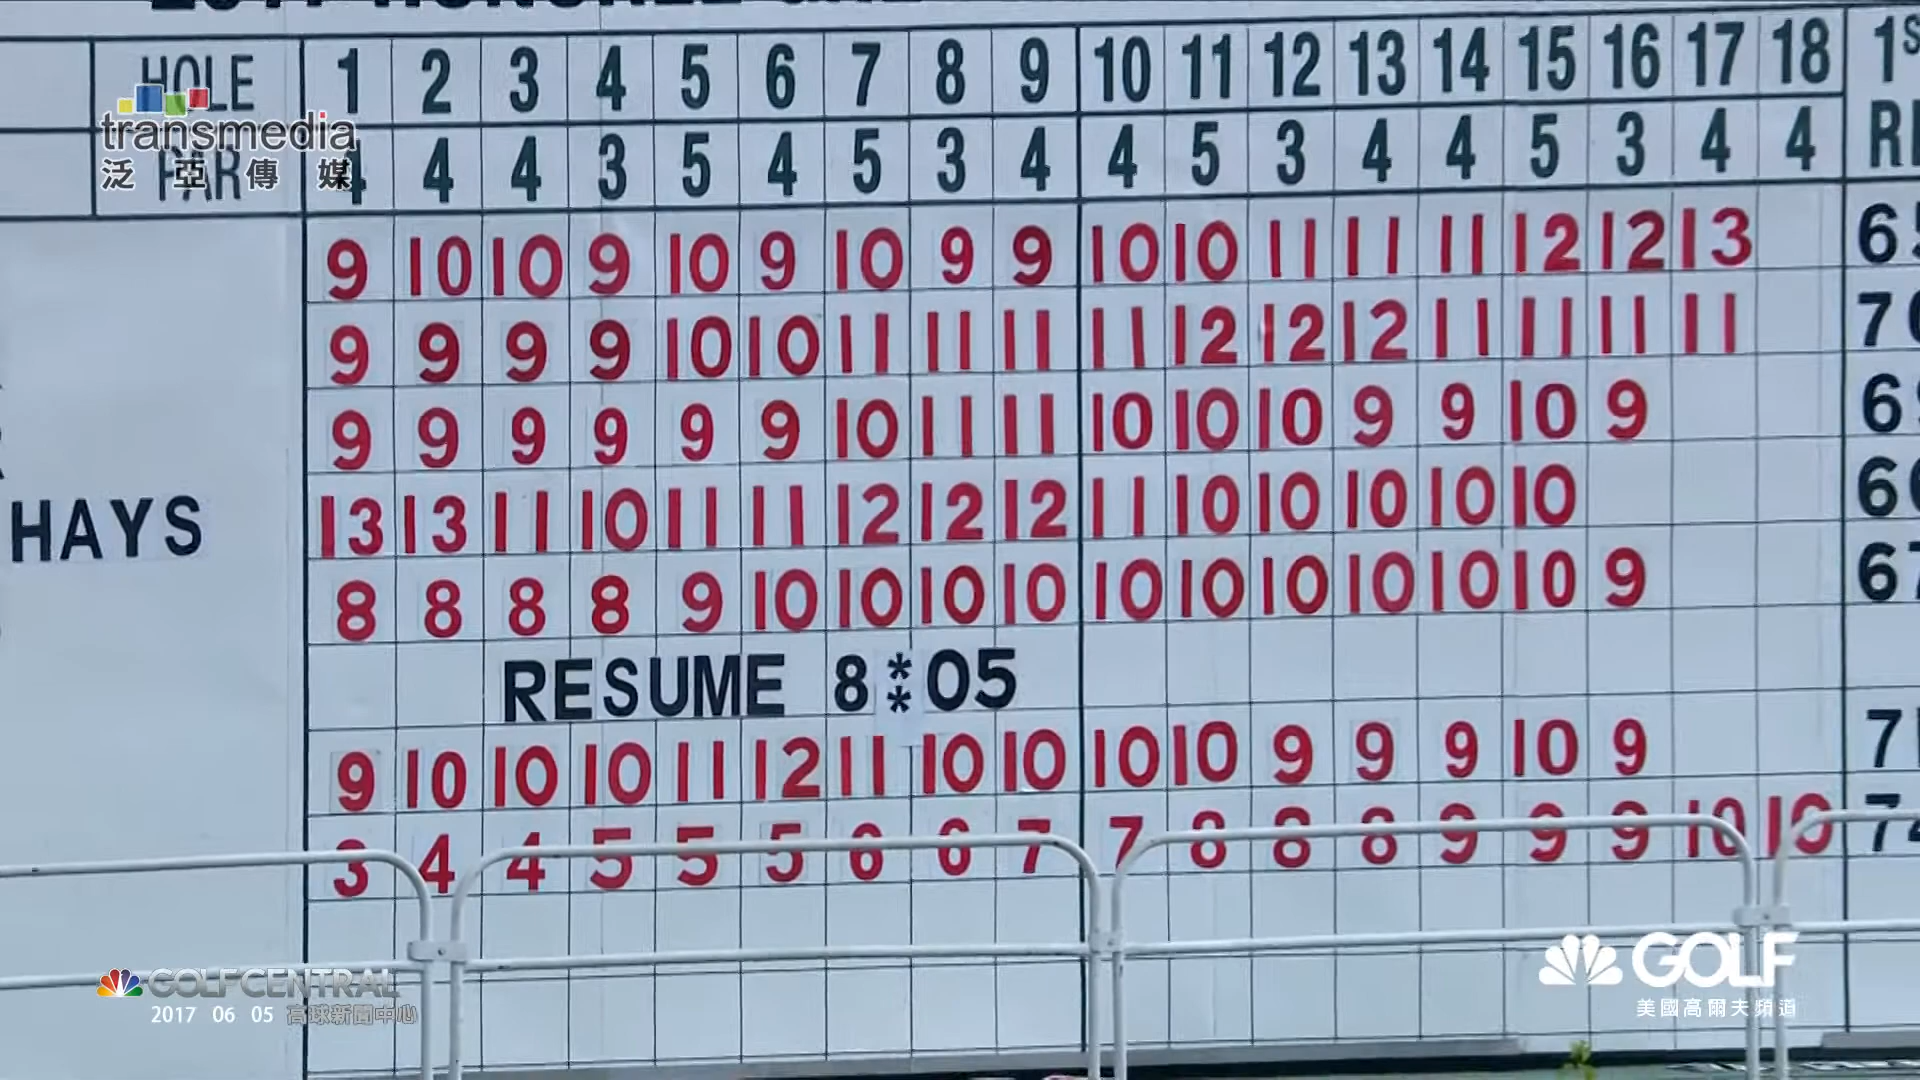 HOLE 1 2 3 4 5 6 7 8 9 10 11 12 13 14 15 16 17 18
transmedia
PAR 4 4 4 3 5 4 5 3 4 4 5 3 4 4 5 3 4 4
泛亞傳媒
9 10 10 9 10 9 10 9 9 10 10 11 11 11 12 12 13
9 9 9 9 10 10 11 11 11 11 12 12 12 11 11 11 11
9 9 9 9 9 9 10 11 11 10 10 10 9 9 10 9
HAYS 13 13 11 10 11 11 12 12 12 11 10 10 10 10 10
8 8 8 8 9 10 10 10 10 10 10 10 10 10 10 9
RESUME 8:05
9 10 10 10 11 12 11 10 10 10 10 9 9 9 10 9
3 4 4 5 5 5 6 6 7 7 8 8 8 9 9 9 10 10
GOLF CENTRAL
2017 06 05 高球新聞中心
GOLF
美國高爾夫頻道